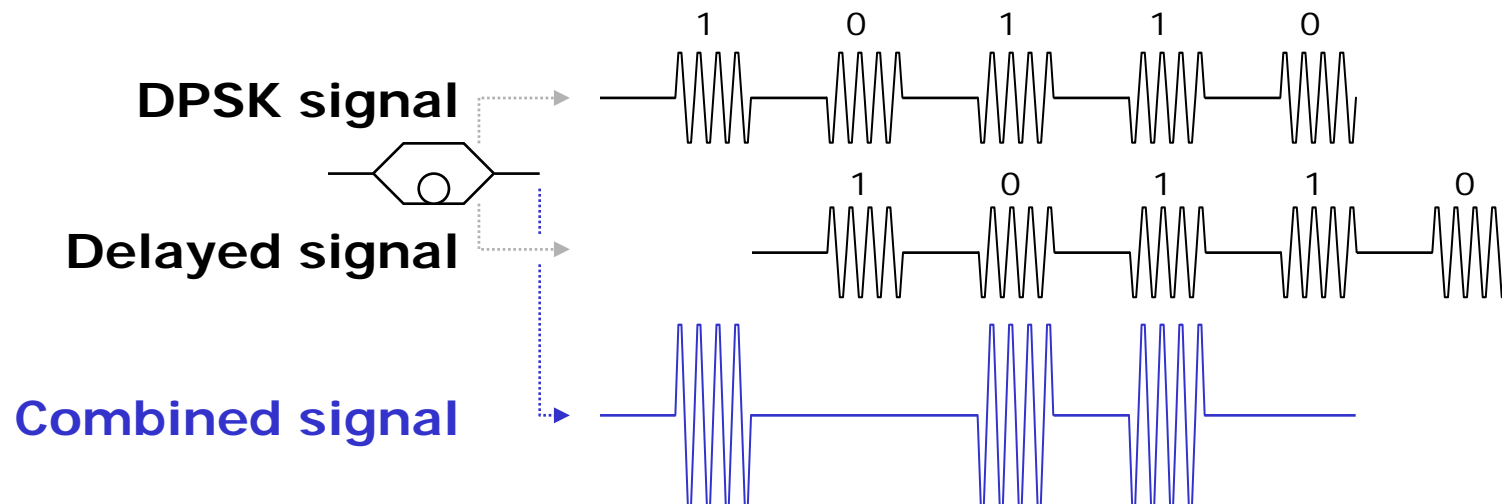 1 0 1 1 0
DPSK signal
1 0 1 1 0
Delayed signal
Combined signal